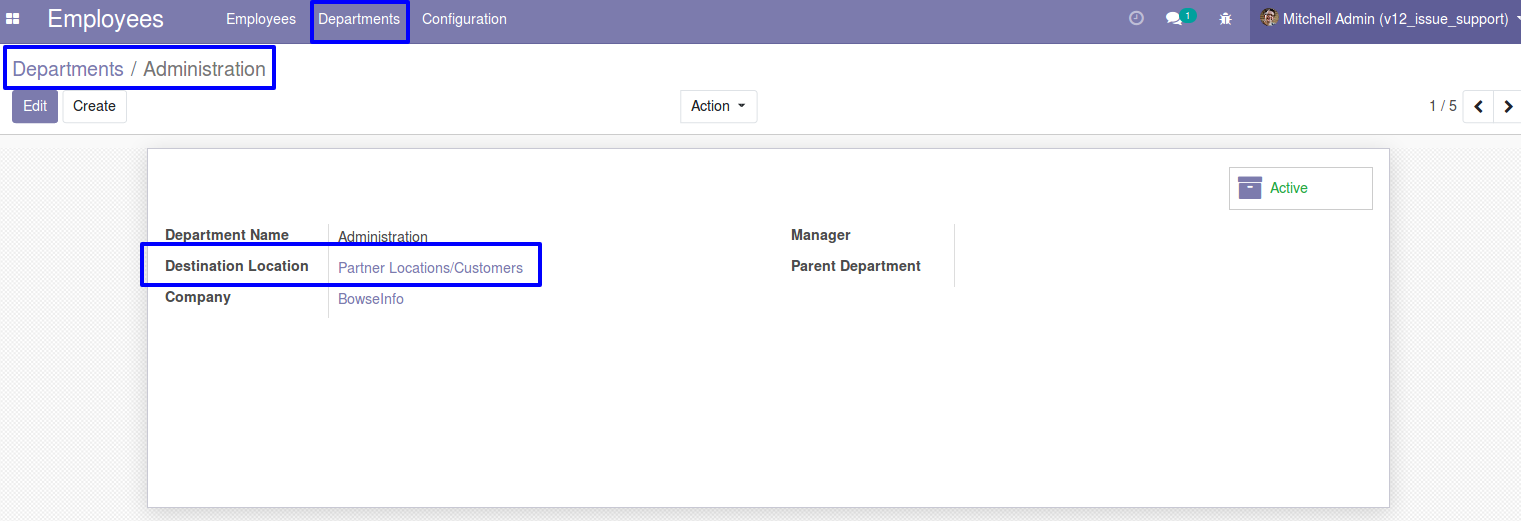 Employees Employees Departments Configuration 1 Mitchell Admin (v12_issue_support)
Departments / Administration
Edit Create Action 1 / 5
Active
Department Name Administration Manager
Destination Location Partner Locations/Customers Parent Department
Company BowseInfo